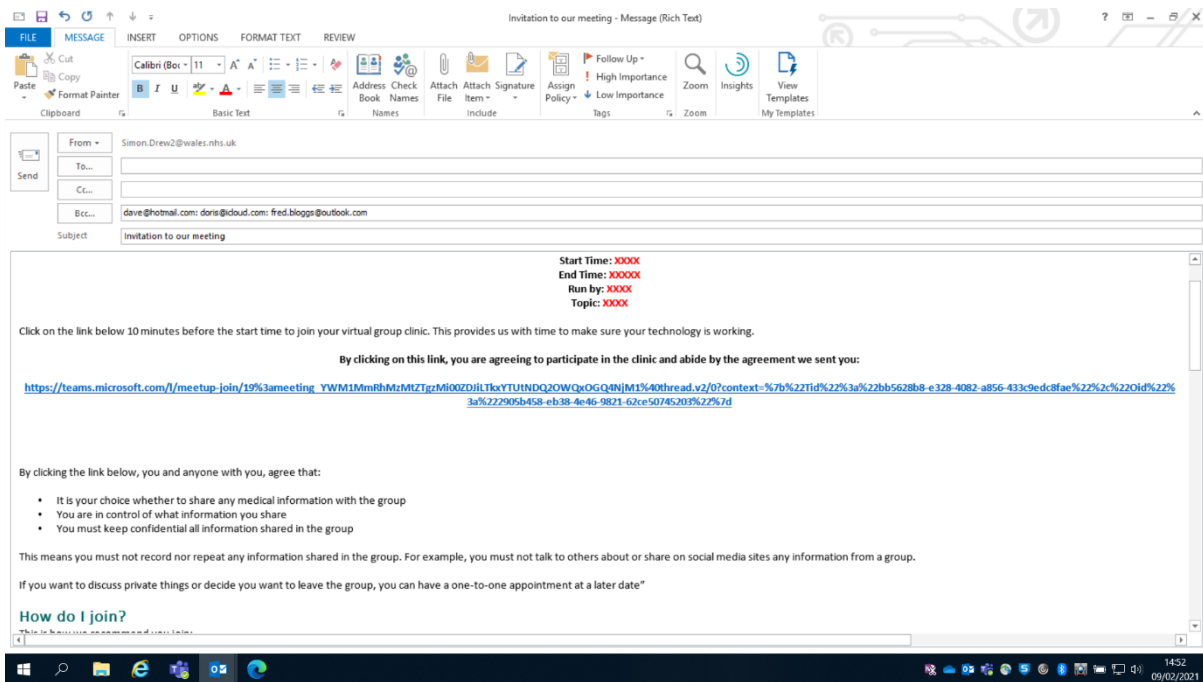 Invitation to our meeting - Message (Rich Text)
FILE MESSAGE INSERT OPTIONS FORMAT TEXT REVIEW
Paste
Cut
Copy
Format Painter
Clipboard
Calibri (Boc 11
B I U
Basic Text
Address Book
Check Names
Names
Attach File
Attach Item
Signature
Include
Assign Policy
Follow Up
High Importance
Low Importance
Tags
Zoom
Zoom
Insights
View Templates
My Templates
Send
From Simon.Drew2@wales.nhs.uk
To...
Cc...
Bcc... dave@hotmail.com: doris@icloud.com: fred.bloggs@outlook.com
Subject Invitation to our meeting
Start Time: XXXX
End Time: XXXXX
Run by: XXXX
Topic: XXXX
Click on the link below 10 minutes before the start time to join your virtual group clinic. This provides us with time to make sure your technology is working.
By clicking on this link, you are agreeing to participate in the clinic and abide by the agreement we sent you:
https://teams.microsoft.com/l/meetup-join/19%3ameeting_YWM1MmRhMzMtZTgzMi00ZDJiLTkxYTUtNDQ2OWQxOGQ4NjM1%40thread.v2/0?context=%7b%22Tid%22%3a%22bb5628b8-e328-4082-a856-433c9edc8fae%22%2c%22Oid%22%
3a%222905b458-eb38-4e46-9821-62ce50745203%22%7d
By clicking the link below, you and anyone with you, agree that:
• It is your choice whether to share any medical information with the group
• You are in control of what information you share
• You must keep confidential all information shared in the group
This means you must not record nor repeat any information shared in the group. For example, you must not talk to others about or share on social media sites any information from a group.
If you want to discuss private things or decide you want to leave the group, you can have a one-to-one appointment at a later date”
How do I join?
This is how we recommend you join:
14:52
09/02/2021